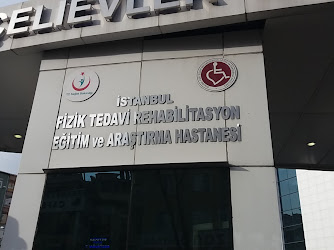 ÇELİEVLER
İSTANBUL
FİZİK TEDAVİ REHABİLİTASYON
EĞİTİM ve ARAŞTIRMA HASTANESİ